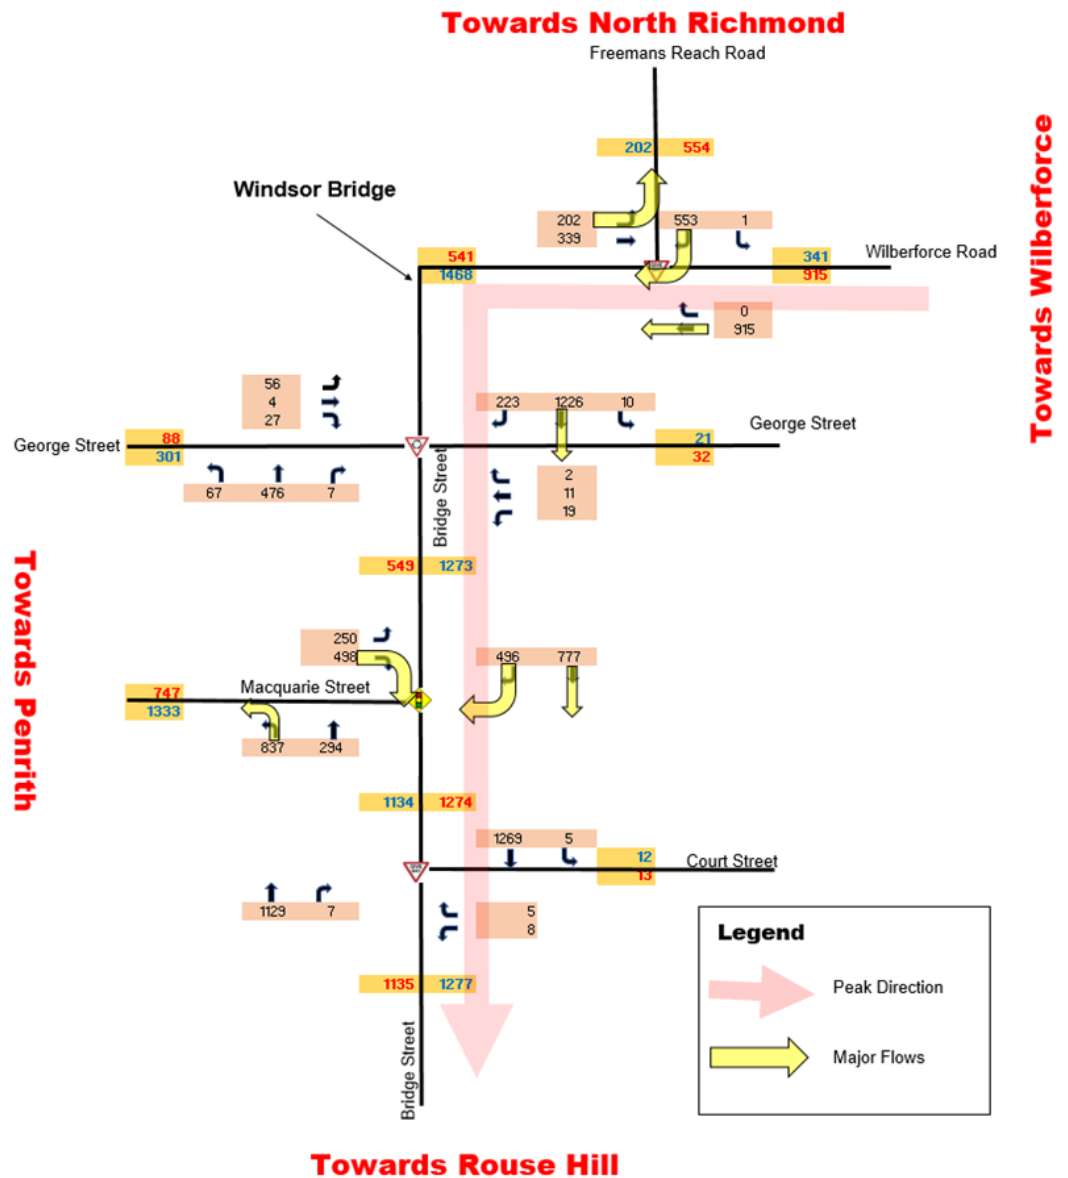 Towards North Richmond
Freemans Reach Road
Towards Wilberforce
202 554
Windsor Bridge
202
339
553 1
Wilberforce Road
541
1468
341
915
0
915
56
4
27
223 1226 10
George Street
George Street
88
301
21
32
67 476 7
2
11
19
Bridge Street
Towards Penrith
549 1273
250
498
496 777
Macquarie Street
747
1333
837 294
1134 1274
1269 5
12
13
Court Street
1129 7
5
8
Legend
Peak Direction
Major Flows
1135 1277
Bridge Street
Towards Rouse Hill